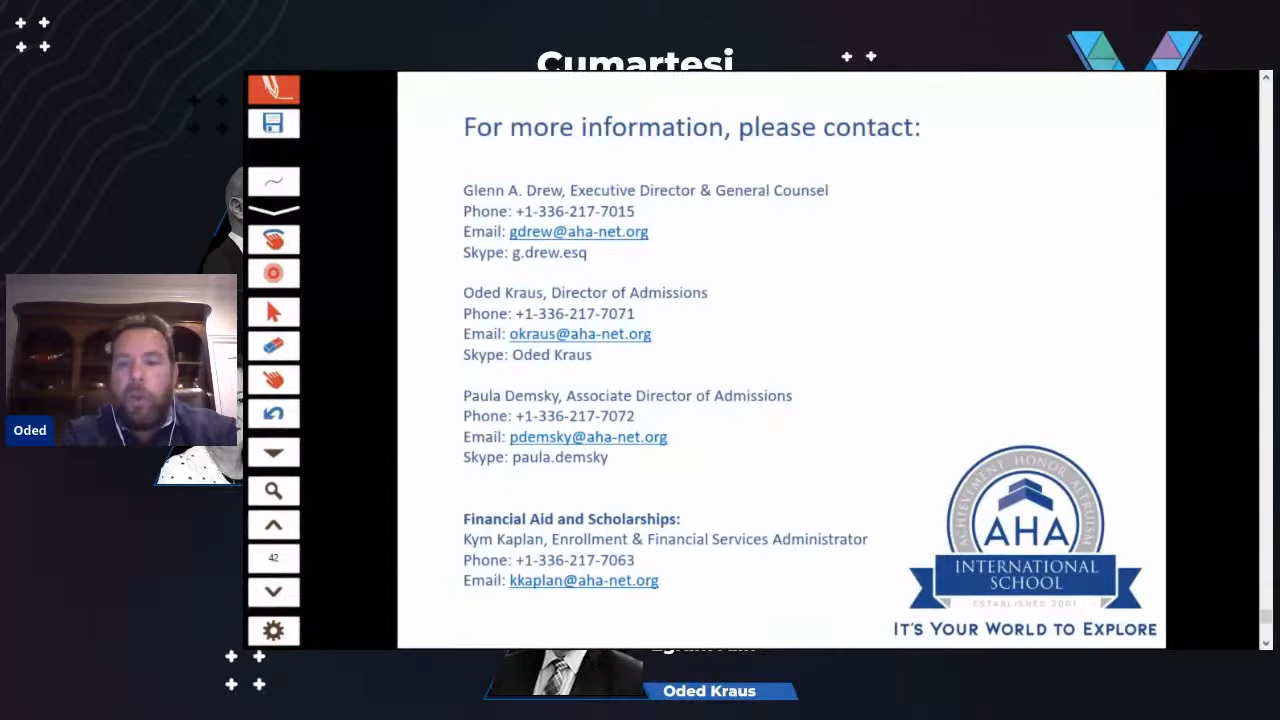 Cumartesi
For more information, please contact:
Glenn A. Drew, Executive Director & General Counsel
Phone: +1-336-217-7015
Email: gdrew@aha-net.org
Skype: g.drew.esq
Oded Kraus, Director of Admissions
Phone: +1-336-217-7071
Email: okraus@aha-net.org
Skype: Oded Kraus
Paula Demsky, Associate Director of Admissions
Phone: +1-336-217-7072
Email: pdemsky@aha-net.org
Skype: paula.demsky
Financial Aid and Scholarships:
Kym Kaplan, Enrollment & Financial Services Administrator
Phone: +1-336-217-7063
Email: kkaplan@aha-net.org
ACHIEVEMENT HONOR ALTRUISM
AHA
INTERNATIONAL
SCHOOL
ESTABLISHED 2001
IT'S YOUR WORLD TO EXPLORE
Oded
42
Oded Kraus